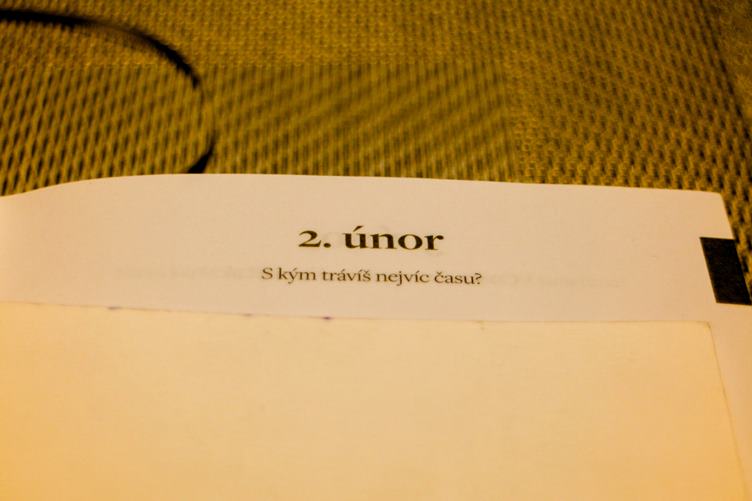 2. únor
S kým trávíš nejvíc času?